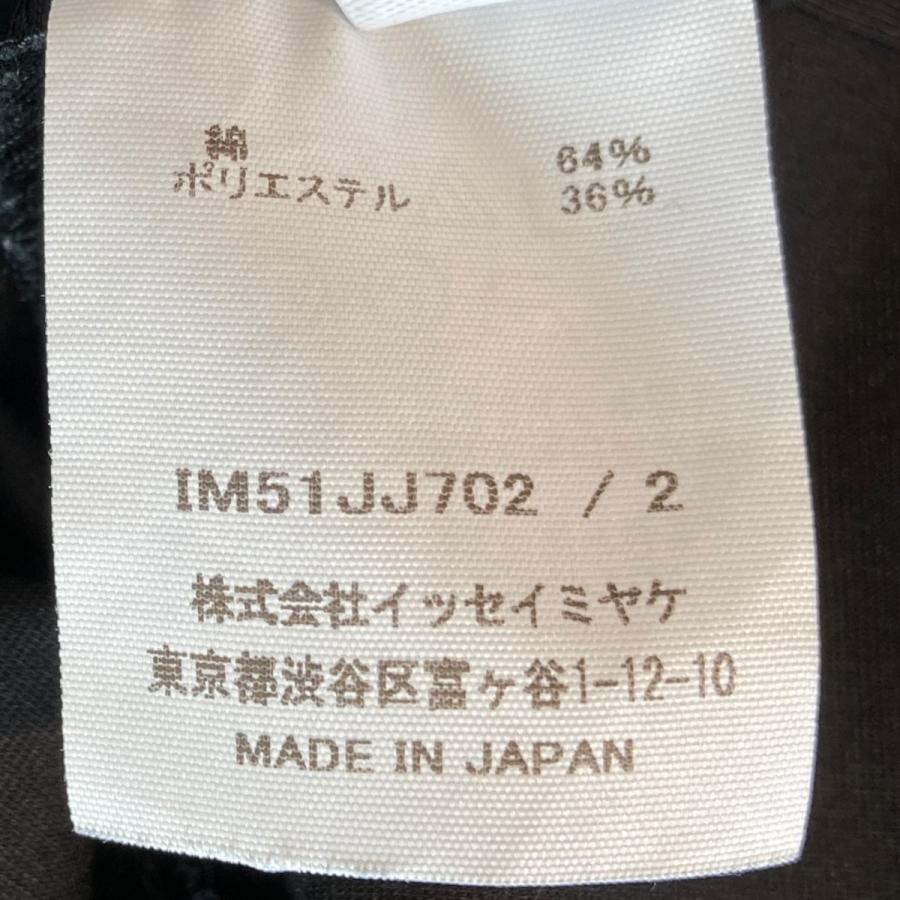 綿 64%
ポリエステル 36%
IM51JJ702 / 2
株式会社イッセイミヤケ
東京都渋谷区富ヶ谷1-12-10
MADE IN JAPAN